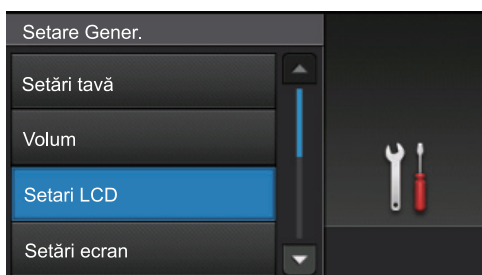 Setare Gener.
Setări tavă
Volum
Setari LCD
Setări ecran